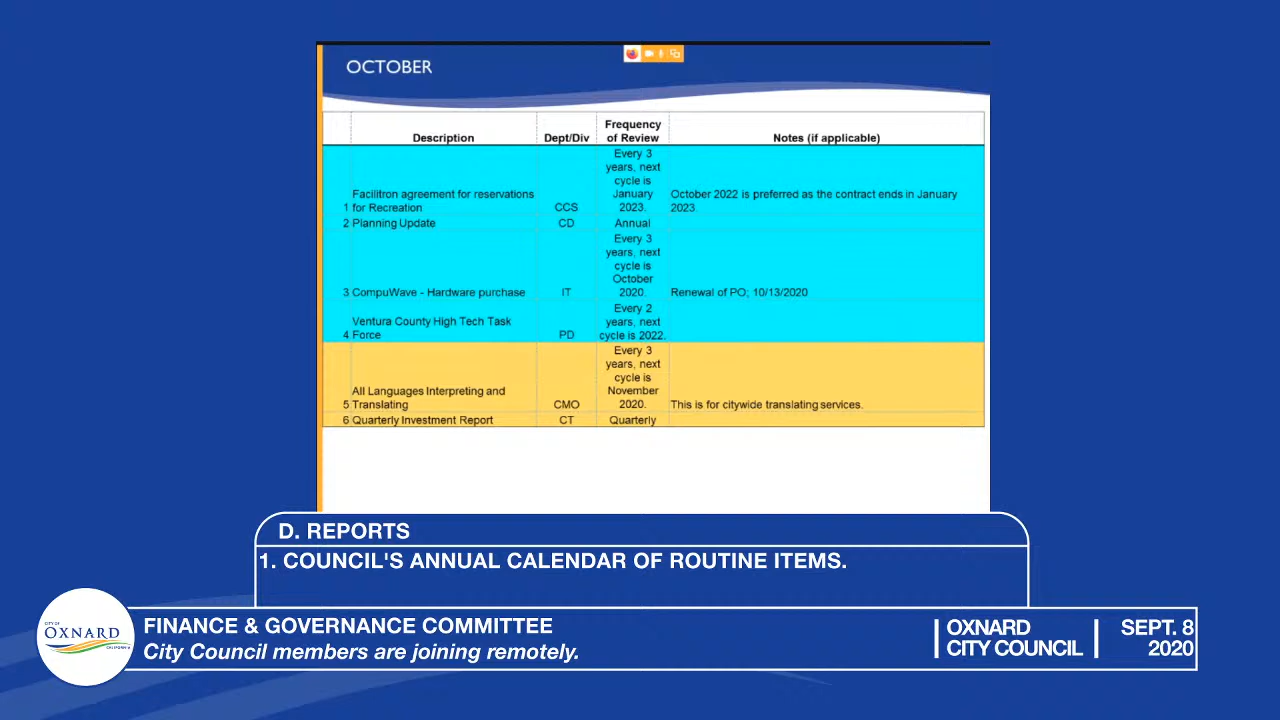 OCTOBER
Description Dept/Div Frequency of Review Notes (if applicable)
1 Facilitron agreement for reservations for Recreation CCS Every 3 years, next cycle is January 2023. October 2022 is preferred as the contract ends in January 2023.
2 Planning Update CD Annual
3 CompuWave - Hardware purchase IT Every 3 years, next cycle is October 2020. Renewal of PO; 10/13/2020
4 Ventura County High Tech Task Force PD Every 2 years, next cycle is 2022.
5 All Languages Interpreting and Translating CMO Every 3 years, next cycle is November 2020. This is for citywide translating services.
6 Quarterly Investment Report CT Quarterly
D. REPORTS
1. COUNCIL'S ANNUAL CALENDAR OF ROUTINE ITEMS.
CITY OF
OXNARD
CALIFORNIA
FINANCE & GOVERNANCE COMMITTEE
City Council members are joining remotely.
OXNARD
CITY COUNCIL
SEPT. 8
2020